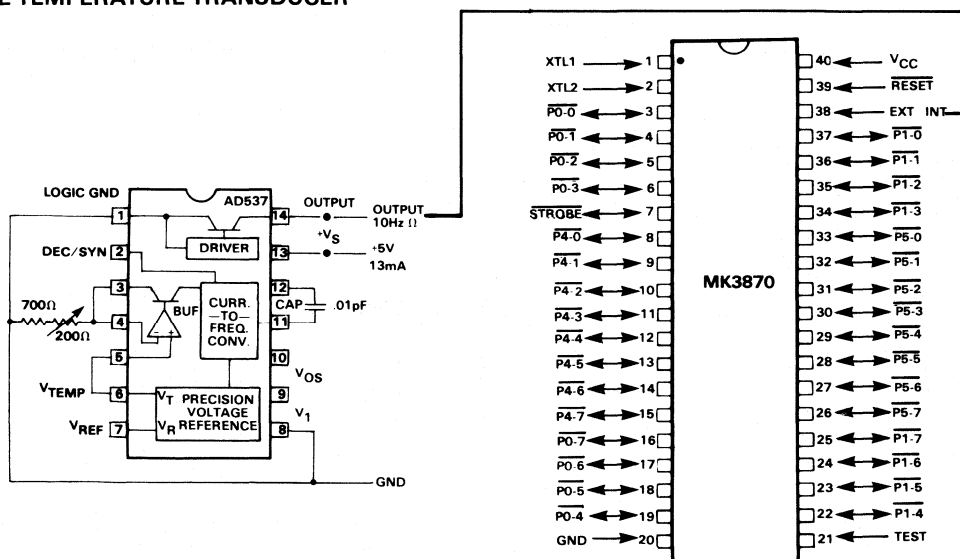 E TEMPERATURE TRANSDUCER
LOGIC GND
AD537
OUTPUT
1
14
OUTPUT
10Hz Ω
DRIVER
+VS
DEC/SYN
2
13
+5V
13mA
3
12
BUF
CURR.
—TO—
FREQ.
CONV.
CAP
.01pF
700Ω
200Ω
4
11
- +
5
10
VOS
VTEMP
6
VT PRECISION
VOLTAGE
VR REFERENCE
9
V1
VREF
7
8
GND
MK3870
XTL1 1
XTL2 2
P0-0 3
P0-1 4
P0-2 5
P0-3 6
STROBE 7
P4-0 8
P4-1 9
P4-2 10
P4-3 11
P4-4 12
P4-5 13
P4-6 14
P4-7 15
P0-7 16
P0-6 17
P0-5 18
P0-4 19
GND 20
40 VCC
39 RESET
38 EXT INT
37 P1-0
36 P1-1
35 P1-2
34 P1-3
33 P5-0
32 P5-1
31 P5-2
30 P5-3
29 P5-4
28 P5-5
27 P5-6
26 P5-7
25 P1-7
24 P1-6
23 P1-5
22 P1-4
21 TEST